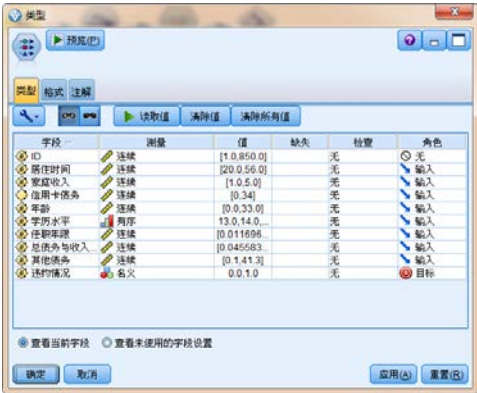 类型
预览(P)
类型 格式 注解
读取值 清除值 清除所有值
字段 测量 值 缺失 检查 角色
ID 连续 [1.0,850.0] 无 无
居住时间 连续 [20.0,56.0] 无 输入
家庭收入 连续 [1.0,5.0] 无 输入
信用卡债务 连续 [0,34] 无 输入
年龄 连续 [0.0,33.0] 无 输入
学历水平 有序 13.0,14.0,... 无 输入
任职年限 连续 [0.011696... 无 输入
总债务与收入... 连续 [0.045583... 无 输入
其他债务 连续 [0.1,41.3] 无 输入
违约情况 名义 0.0,1.0 无 目标
查看当前字段 查看未使用的字段设置
确定 取消 应用(A) 重置(R)